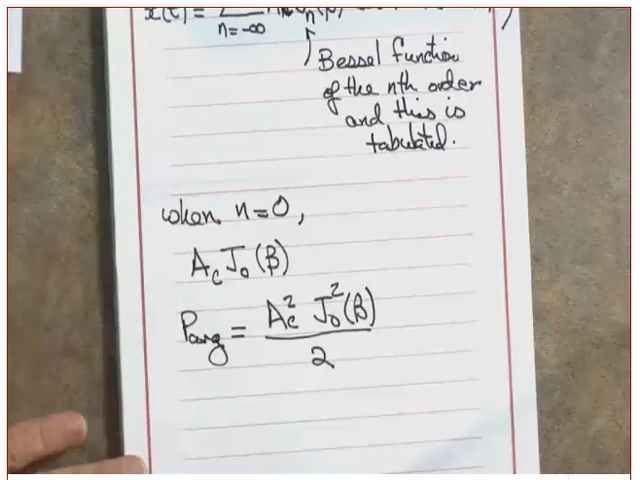 x(t) = Σ
n=-∞
Bessel function
of the nth order
and this is
tabulated.
when n=0,
A_c J_0 (β)
P_avg = A_c^2 J_0^2(β) / 2